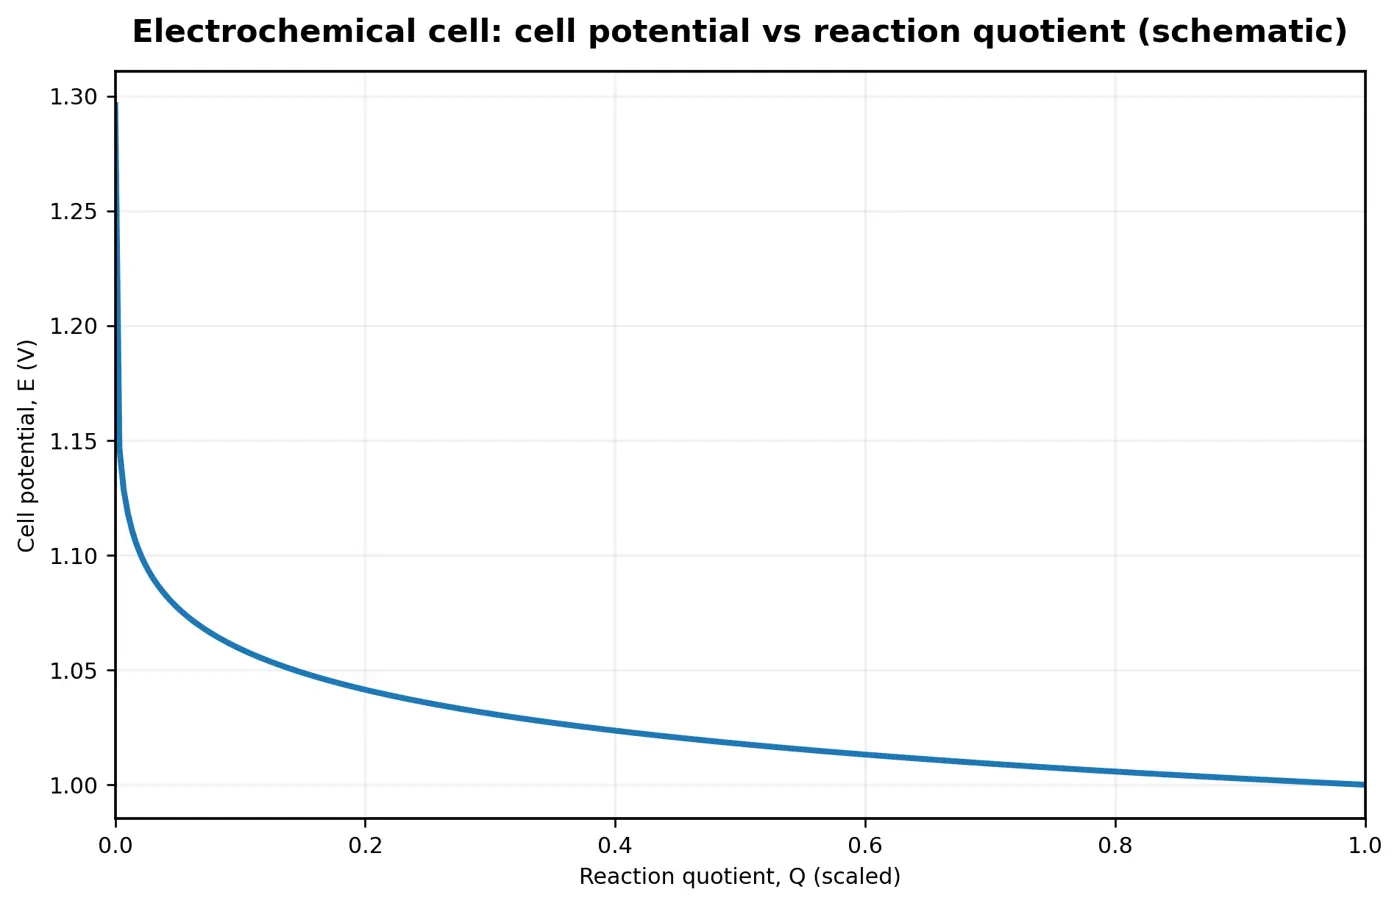 Electrochemical cell: cell potential vs reaction quotient (schematic)
1.30
1.25
1.20
1.15
1.10
1.05
1.00
Cell potential, E (V)
0.0 0.2 0.4 0.6 0.8 1.0
Reaction quotient, Q (scaled)